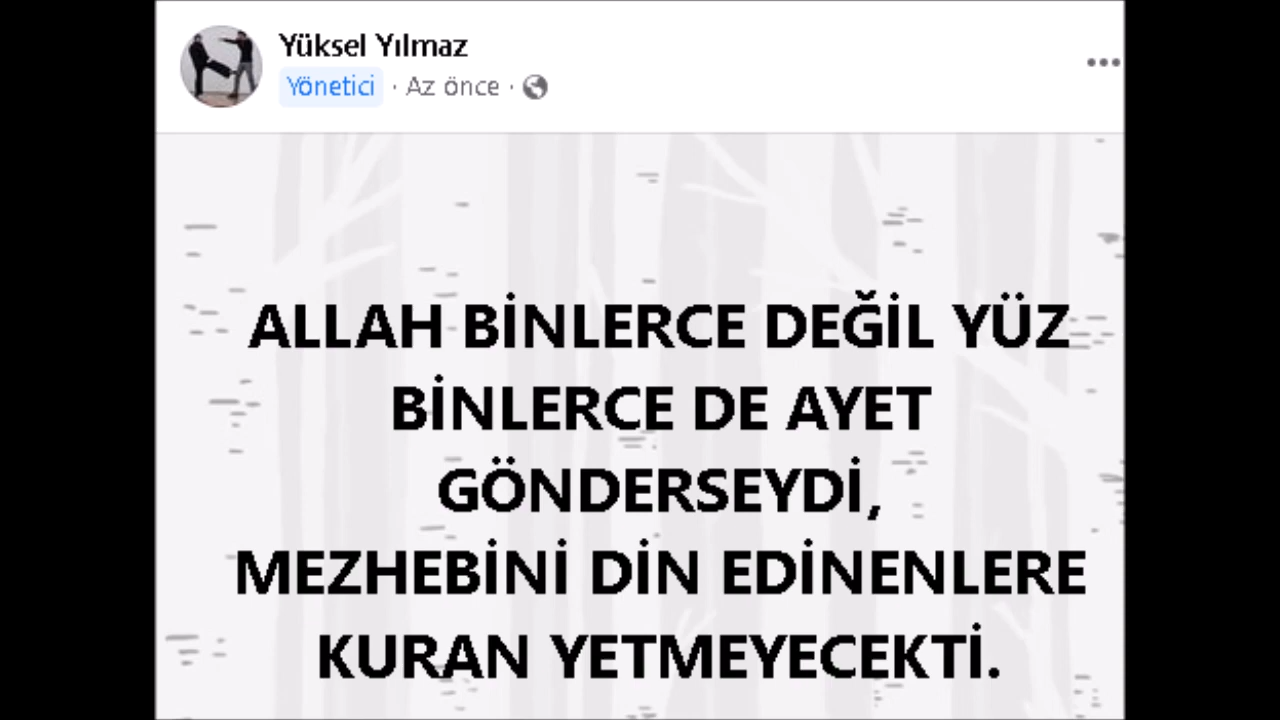 Yüksel Yılmaz
Yönetici · Az önce ·
ALLAH BİNLERCE DEĞİL YÜZ
BİNLERCE DE AYET
GÖNDERSEYDİ,
MEZHEBİNİ DİN EDİNENLERE
KURAN YETMEYECEKTİ.